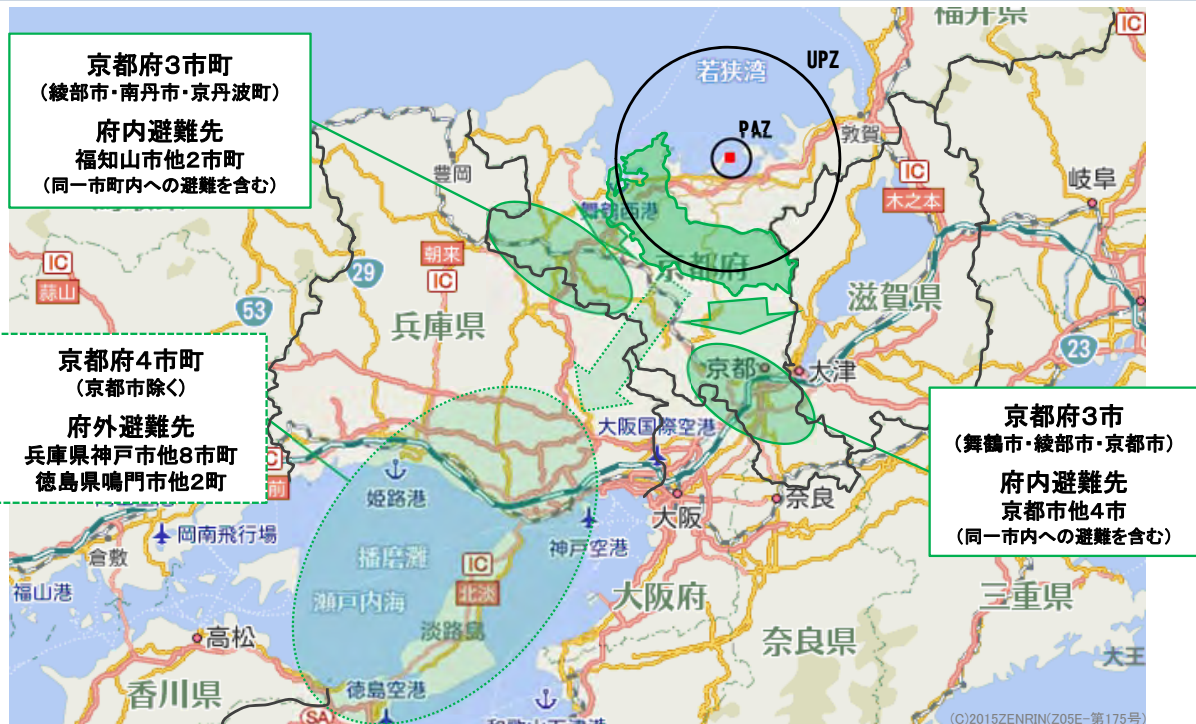 京都府3市町
(綾部市・南丹市・京丹波町)
府内避難先
福知山市他2市町
(同一市町内への避難を含む)
福井県
IC
UPZ
若狭湾
PAZ
敦賀
豊岡
舞鶴西港
IC
木之本
岐阜
朝来
IC
IC
蒜山
29
53
京都府
滋賀県
兵庫県
23
京都府4市町
(京都市除く)
府外避難先
兵庫県神戸市他8市町
徳島県鳴門市他2町
京都
大津
京都府3市
(舞鶴市・綾部市・京都市)
府内避難先
京都市他4市
(同一市内への避難を含む)
大阪国際空港
姫路港
奈良
大阪
岡南飛行場
倉敷
神戸空港
播磨灘
IC
北淡
福山港
瀬戸内海
大阪府
三重県
淡路島
高松
奈良県
大王
香川県
徳島空港
SA
(C)2015ZENRIN(Z05E-第175号)